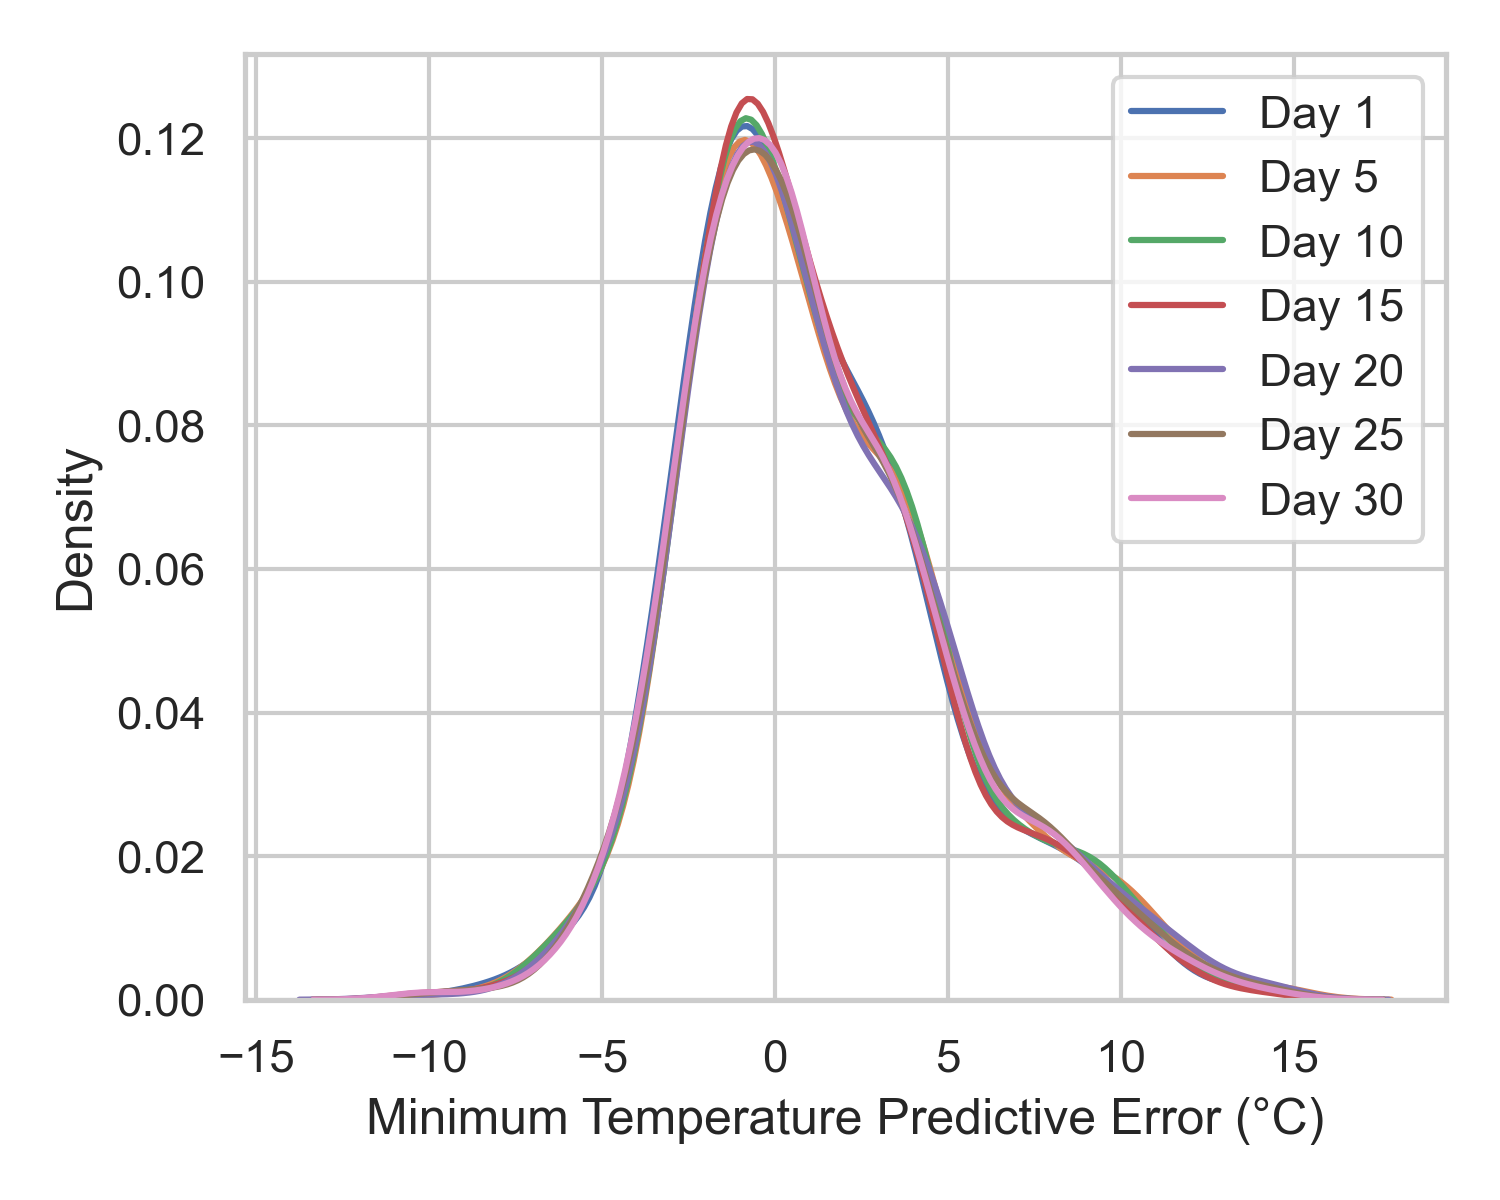 Density
0.12
0.10
0.08
0.06
0.04
0.02
0.00
Day 1
Day 5
Day 10
Day 15
Day 20
Day 25
Day 30
−15 −10 −5 0 5 10 15
Minimum Temperature Predictive Error (°C)